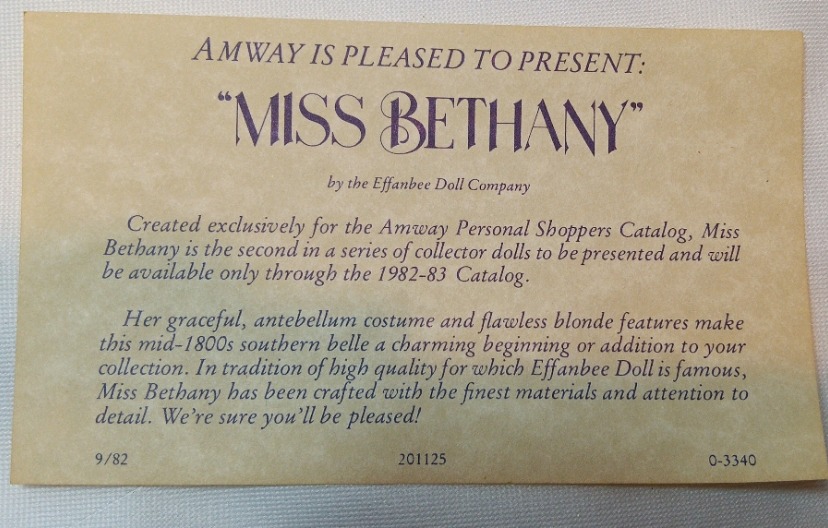 AMWAY IS PLEASED TO PRESENT:
“MISS BETHANY”
by the Effanbee Doll Company
Created exclusively for the Amway Personal Shoppers Catalog, Miss
Bethany is the second in a series of collector dolls to be presented and will
be available only through the 1982-83 Catalog.
Her graceful, antebellum costume and flawless blonde features make
this mid-1800s southern belle a charming beginning or addition to your
collection. In tradition of high quality for which Effanbee Doll is famous,
Miss Bethany has been crafted with the finest materials and attention to
detail. We’re sure you’ll be pleased!
9/82 201125 0-3340